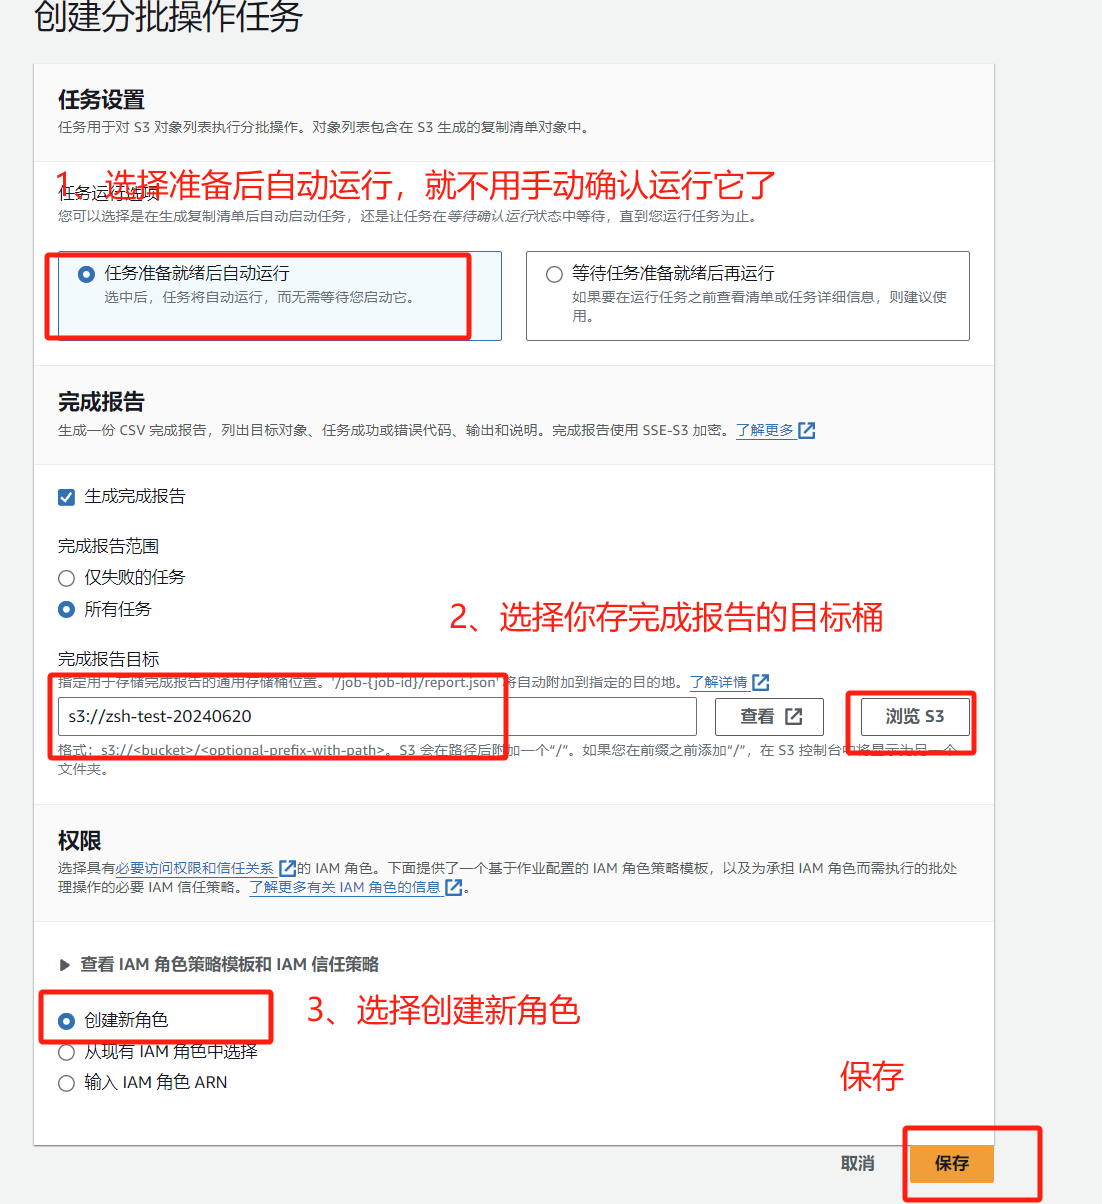 创建分批操作任务
任务设置
任务用于对 S3 对象列表执行分批操作。对象列表包含在 S3 生成的复制清单对象中。
1、选择准备后自动运行，就不用手动确认运行它了
任务运行选项
您可以选择是在生成复制清单后自动启动任务，还是让任务在等待确认运行状态中等待，直到您运行任务为止。
任务准备就绪后自动运行
选中后，任务将自动运行，而无需等待您启动它。
等待任务准备就绪后再运行
如果要在运行任务之前查看清单或任务详细信息，则建议使
用。
完成报告
生成一份 CSV 完成报告，列出目标对象、任务成功或错误代码、输出和说明。完成报告使用 SSE-S3 加密。了解更多
生成完成报告
完成报告范围
仅失败的任务
所有任务
2、选择你存完成报告的目标桶
完成报告目标
指定用于存储完成报告的通用存储桶位置。'/job-{job-id}/report.json' 将自动附加到指定的目的地。了解详情
s3://zsh-test-20240620
查看
浏览 S3
格式：s3://<bucket>/<optional-prefix-with-path>。S3 会在路径后附加一个“/”。如果您在前缀之前添加“/”，在 S3 控制台中将显示为另一个
文件夹。
权限
选择具有必要访问权限和信任关系的 IAM 角色。下面提供了一个基于作业配置的 IAM 角色策略模板，以及为承担 IAM 角色而需执行的批处
理操作的必要 IAM 信任策略。了解更多有关 IAM 角色的信息。
查看 IAM 角色策略模板和 IAM 信任策略
创建新角色
3、选择创建新角色
从现有 IAM 角色中选择
输入 IAM 角色 ARN
保存
取消
保存